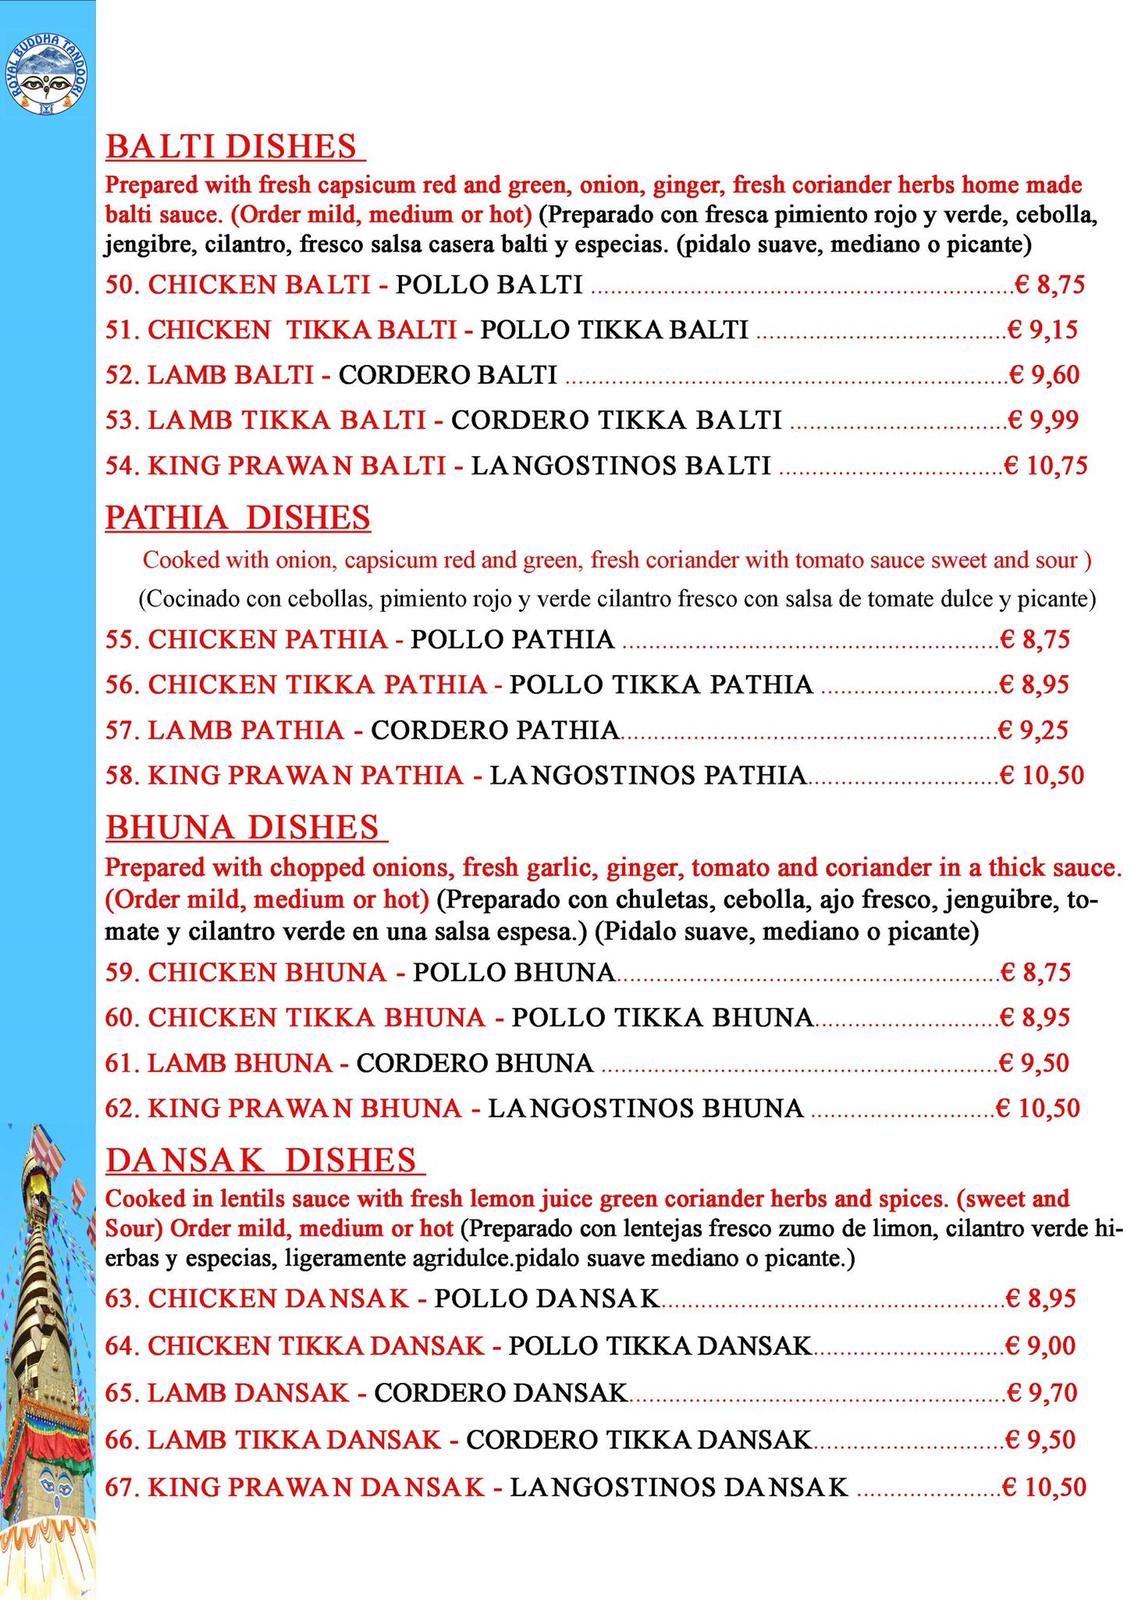 ROYAL BUDDHA TANDOORI
BALTI DISHES
Prepared with fresh capsicum red and green, onion, ginger, fresh coriander herbs home made
balti sauce. (Order mild, medium or hot) (Preparado con fresca pimiento rojo y verde, cebolla,
jengibre, cilantro, fresco salsa casera balti y especias. (pidalo suave, mediano o picante)
50. CHICKEN BALTI - POLLO BALTI ................................................................€ 8,75
51. CHICKEN TIKKA BALTI - POLLO TIKKA BALTI ......................................€ 9,15
52. LAMB BALTI - CORDERO BALTI ...................................................................€ 9,60
53. LAMB TIKKA BALTI - CORDERO TIKKA BALTI .................................€ 9,99
54. KING PRAWAN BALTI - LANGOSTINOS BALTI ..................................€ 10,75
PATHIA DISHES
Cooked with onion, capsicum red and green, fresh coriander with tomato sauce sweet and sour )
(Cocinado con cebollas, pimiento rojo y verde cilantro fresco con salsa de tomate dulce y picante)
55. CHICKEN PATHIA - POLLO PATHIA .........................................................€ 8,75
56. CHICKEN TIKKA PATHIA - POLLO TIKKA PATHIA ...........................€ 8,95
57. LAMB PATHIA - CORDERO PATHIA.........................................................€ 9,25
58. KING PRAWAN PATHIA - LANGOSTINOS PATHIA.............................€ 10,50
BHUNA DISHES
Prepared with chopped onions, fresh garlic, ginger, tomato and coriander in a thick sauce.
(Order mild, medium or hot) (Preparado con chuletas, cebolla, ajo fresco, jenguibre, to-
mate y cilantro verde en una salsa espesa.) (Pidalo suave, mediano o picante)
59. CHICKEN BHUNA - POLLO BHUNA..........................................................€ 8,75
60. CHICKEN TIKKA BHUNA - POLLO TIKKA BHUNA............................€ 8,95
61. LAMB BHUNA - CORDERO BHUNA ............................................................€ 9,50
62. KING PRAWAN BHUNA - LANGOSTINOS BHUNA ............................€ 10,50
DANSAK DISHES
Cooked in lentils sauce with fresh lemon juice green coriander herbs and spices. (sweet and
Sour) Order mild, medium or hot (Preparado con lentejas fresco zumo de limon, cilantro verde hi-
erbas y especias, ligeramente agridulce.pidalo suave mediano o picante.)
63. CHICKEN DANSAK - POLLO DANSAK....................................................€ 8,95
64. CHICKEN TIKKA DANSAK - POLLO TIKKA DANSAK.............................€ 9,00
65. LAMB DANSAK - CORDERO DANSAK.........................................................€ 9,70
66. LAMB TIKKA DANSAK - CORDERO TIKKA DANSAK.............................€ 9,50
67. KING PRAWAN DANSAK - LANGOSTINOS DANSAK ......................€ 10,50